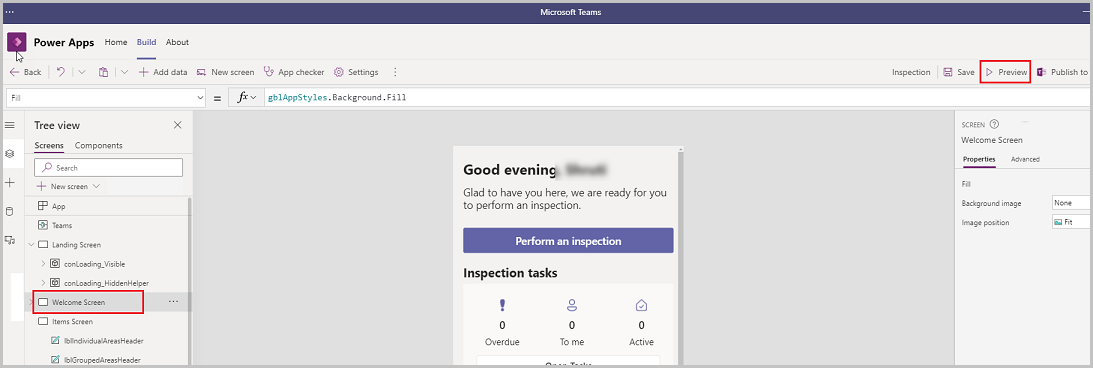 Microsoft Teams
Power Apps Home Build About
Back Add data New screen App checker Settings Inspection Save Preview Publish to
Fill = fx gblAppStyles.Background.Fill
Tree view
Screens Components
Search
New screen
App
Teams
Landing Screen
conLoading_Visible
conLoading_HiddenHelper
Welcome Screen
Items Screen
lblIndividualAreasHeader
lblGroupedAreasHeader
Good evening,
Glad to have you here, we are ready for you
to perform an inspection.
Perform an inspection
Inspection tasks
0 0 0
Overdue To me Active
Open Tasks
SCREEN
Welcome Screen
Properties Advanced
Fill
Background image None
Image position Fit